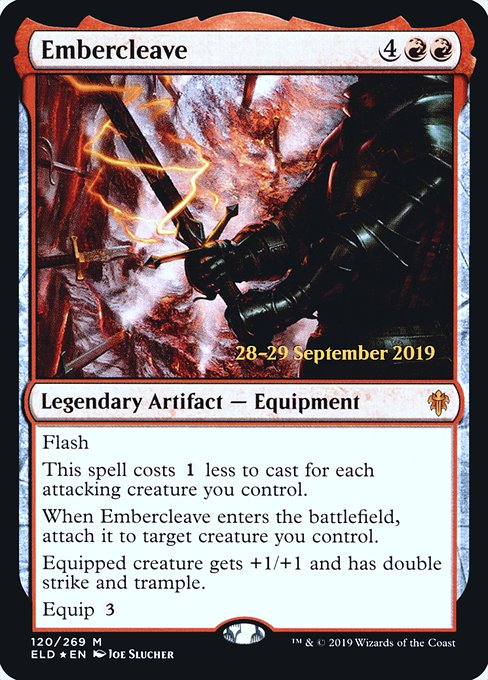 Embercleave 4
28–29 September 2019
Legendary Artifact — Equipment
Flash
This spell costs 1 less to cast for each
attacking creature you control.
When Embercleave enters the battlefield,
attach it to target creature you control.
Equipped creature gets +1/+1 and has double
strike and trample.
Equip 3
120/269 M
ELD ★ EN Joe Slucher
™ & © 2019 Wizards of the Coast